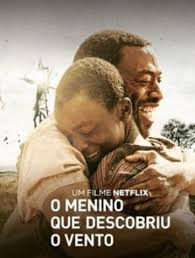 UM FILME NETFLIX
O MENINO
QUE DESCOBRIU
O VENTO